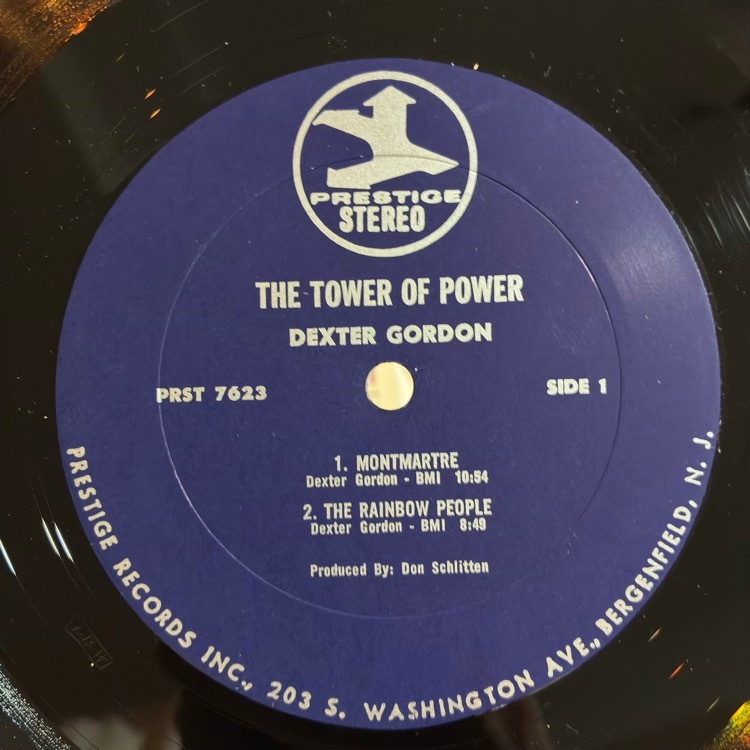 PRESTIGE
STEREO
THE TOWER OF POWER
DEXTER GORDON
PRST 7623
SIDE 1
1. MONTMARTRE
Dexter Gordon - BMI 10:54
2. THE RAINBOW PEOPLE
Dexter Gordon - BMI 8:49
Produced By: Don Schlitten
PRESTIGE RECORDS INC., 203 S. WASHINGTON AVE., BERGENFIELD, N. J.